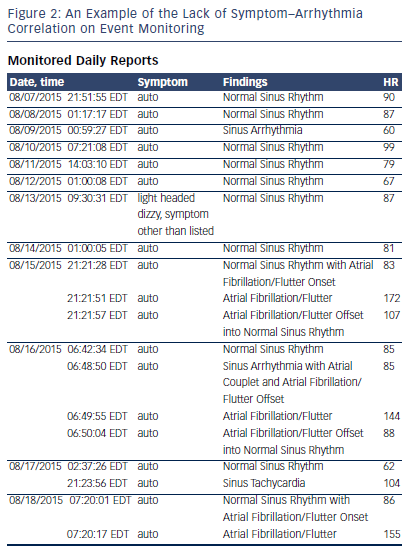 Figure 2: An Example of the Lack of Symptom–Arrhythmia
Correlation on Event Monitoring
Monitored Daily Reports
Date, time Symptom Findings HR
08/07/2015 21:51:55 EDT auto Normal Sinus Rhythm 90
08/08/2015 01:17:17 EDT auto Normal Sinus Rhythm 87
08/09/2015 00:59:27 EDT auto Sinus Arrhythmia 60
08/10/2015 07:21:08 EDT auto Normal Sinus Rhythm 99
08/11/2015 14:03:10 EDT auto Normal Sinus Rhythm 79
08/12/2015 01:00:08 EDT auto Normal Sinus Rhythm 67
08/13/2015 09:30:31 EDT light headed Normal Sinus Rhythm 87
dizzy, symptom
other than listed
08/14/2015 01:00:05 EDT auto Normal Sinus Rhythm 81
08/15/2015 21:21:28 EDT auto Normal Sinus Rhythm with Atrial 83
Fibrillation/Flutter Onset
21:21:51 EDT auto Atrial Fibrillation/Flutter 172
21:21:57 EDT auto Atrial Fibrillation/Flutter Offset 107
into Normal Sinus Rhythm
08/16/2015 06:42:34 EDT auto Normal Sinus Rhythm 85
06:48:50 EDT auto Sinus Arrhythmia with Atrial 85
Couplet and Atrial Fibrillation/
Flutter Offset
06:49:55 EDT auto Atrial Fibrillation/Flutter 144
06:50:04 EDT auto Atrial Fibrillation/Flutter Offset 88
into Normal Sinus Rhythm
08/17/2015 02:37:26 EDT auto Normal Sinus Rhythm 62
21:23:56 EDT auto Sinus Tachycardia 104
08/18/2015 07:20:01 EDT auto Normal Sinus Rhythm with 86
Atrial Fibrillation/Flutter Onset
07:20:17 EDT auto Atrial Fibrillation/Flutter 155